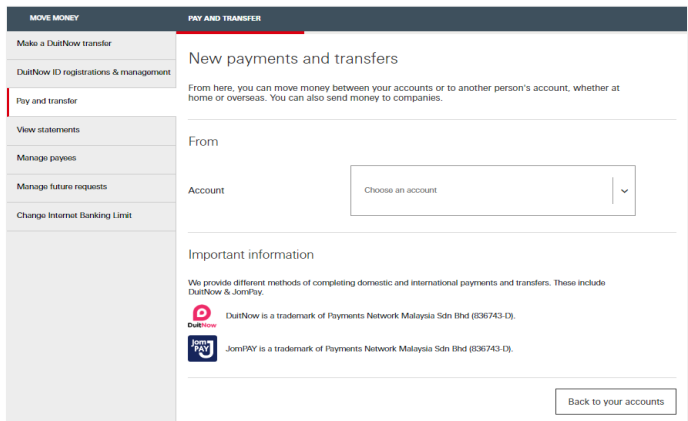 MOVE MONEY
PAY AND TRANSFER
Make a DuitNow transfer
DuitNow ID registrations & management
Pay and transfer
View statements
Manage payees
Manage future requests
Change Internet Banking Limit
New payments and transfers
From here, you can move money between your accounts or to another person's account, whether at
home or overseas. You can also send money to companies.
From
Account
Choose an account
Important information
We provide different methods of completing domestic and international payments and transfers. These include
DuitNow & JomPay.
DuitNow
DuitNow is a trademark of Payments Network Malaysia Sdn Bhd (836743-D).
Jom
PAY
JomPAY is a trademark of Payments Network Malaysia Sdn Bhd (836743-D).
Back to your accounts